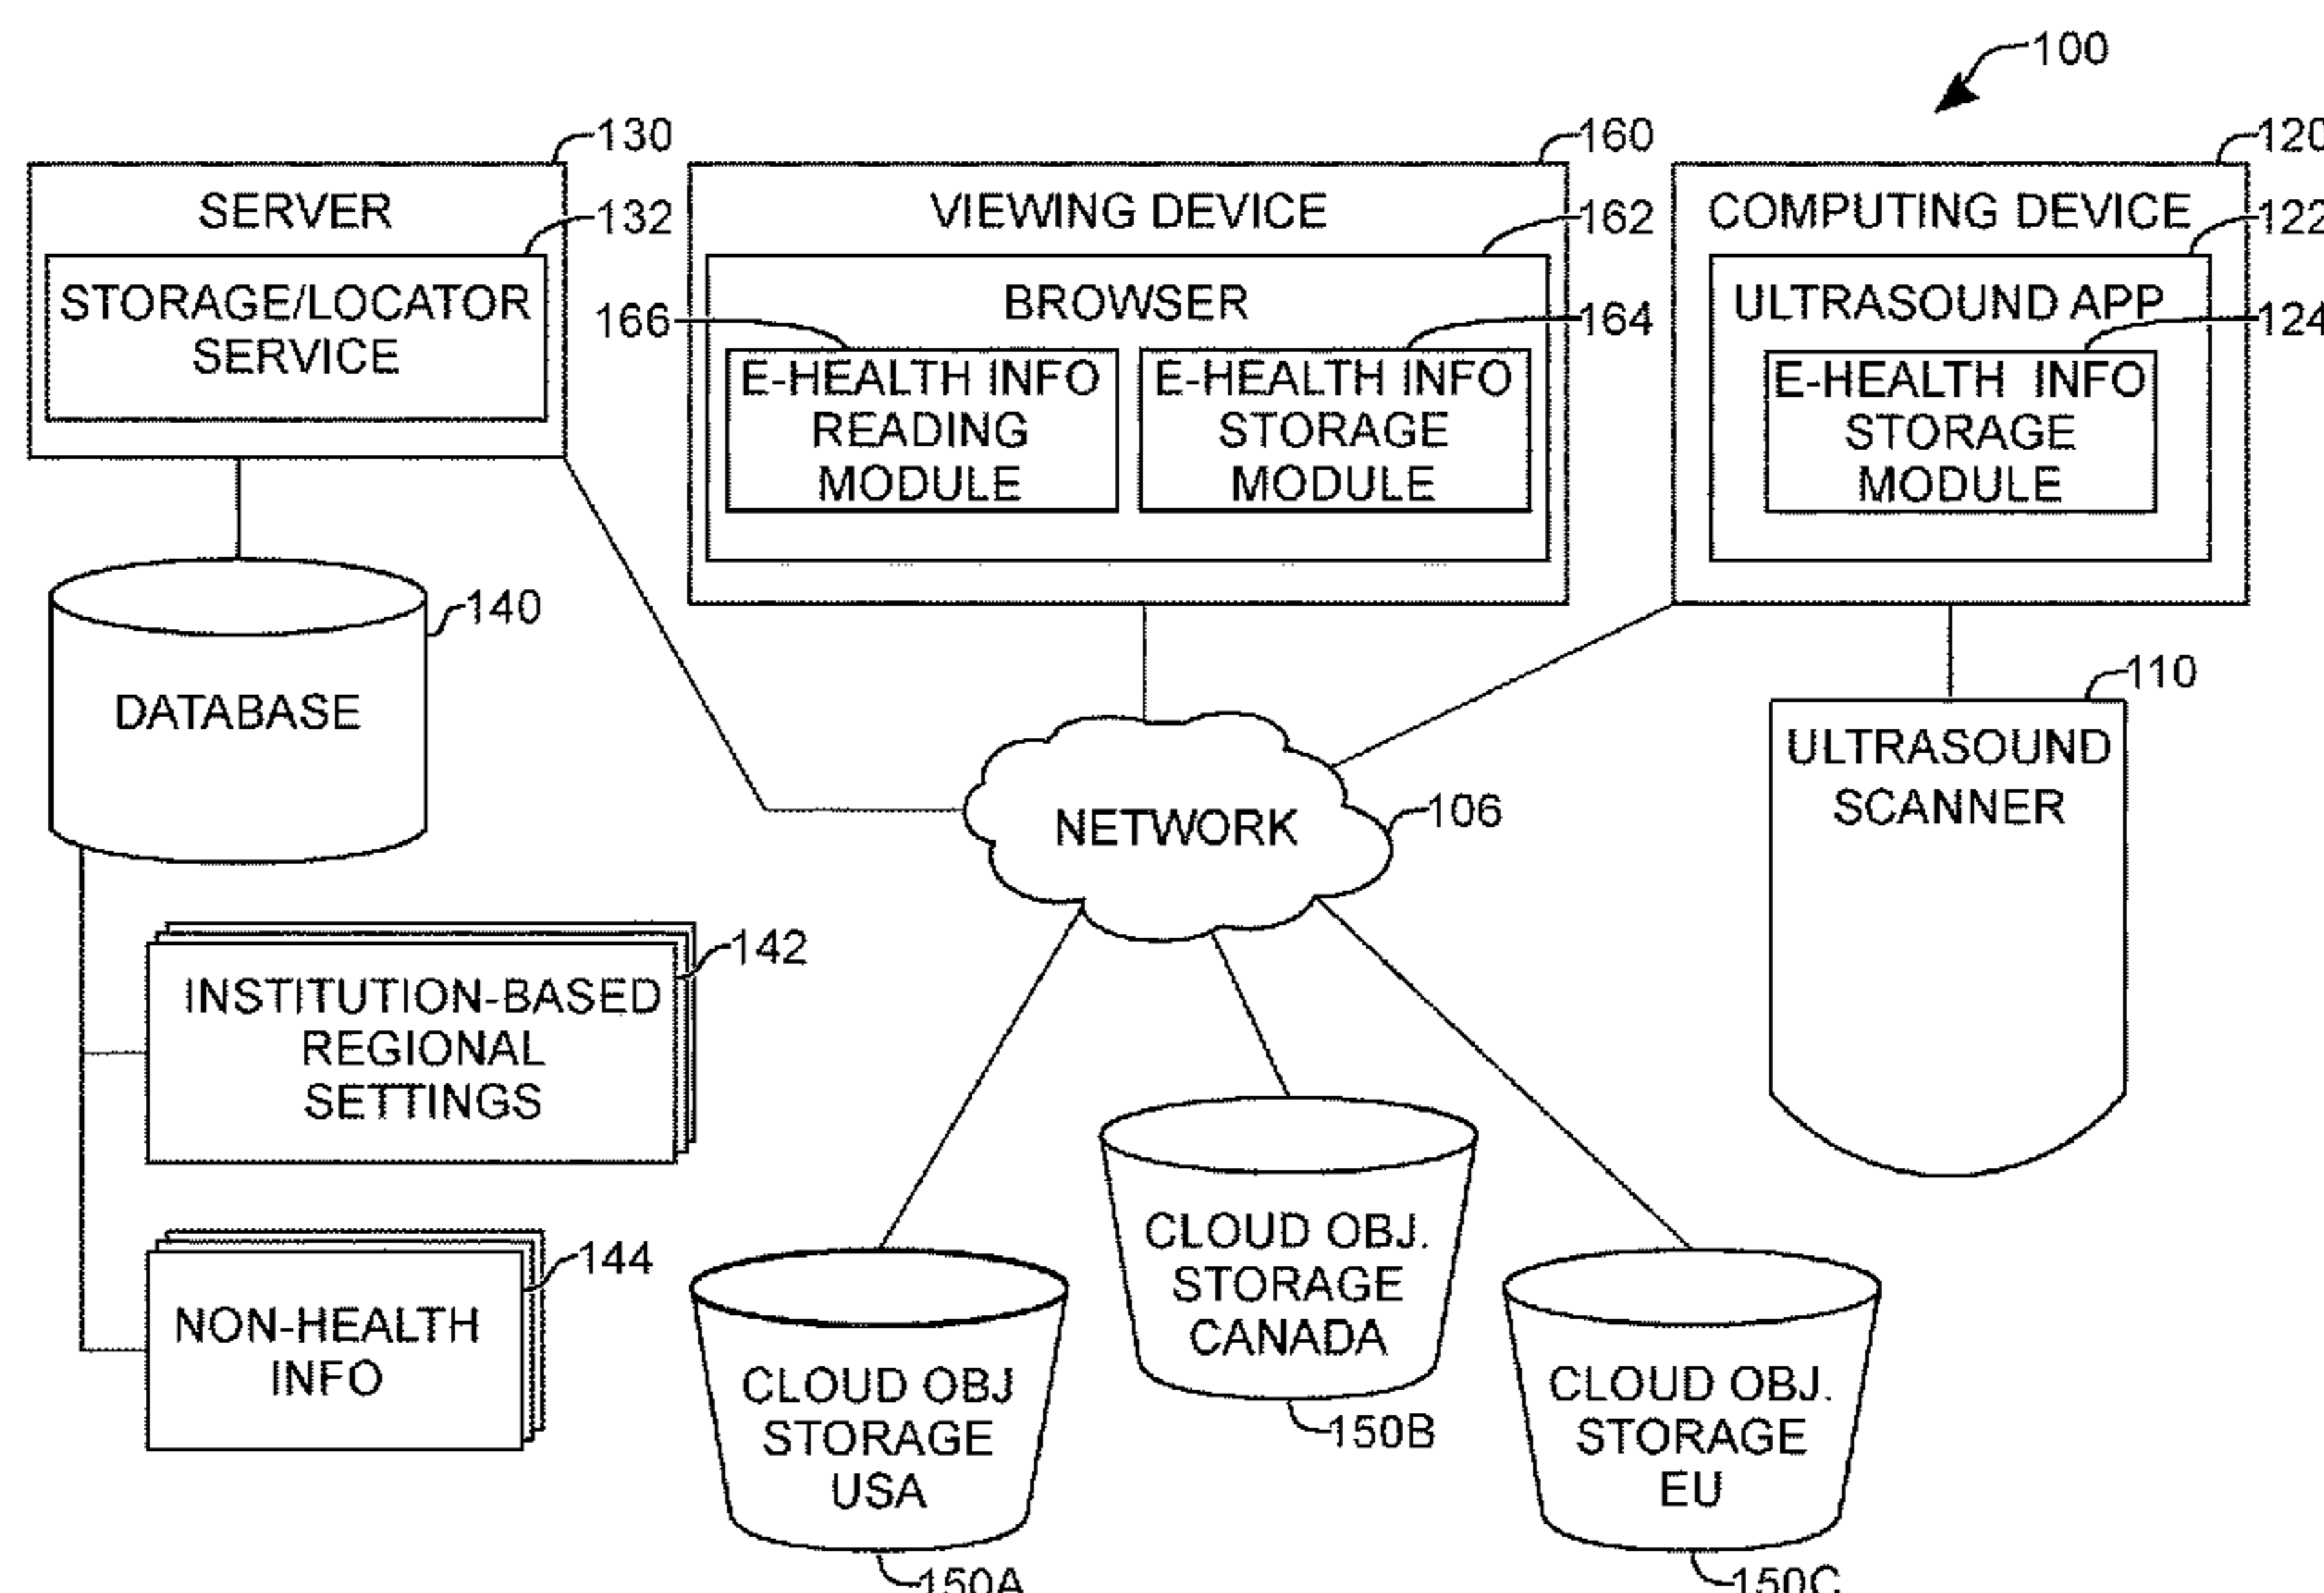 100
130
160
120
SERVER
132
VIEWING DEVICE
162
COMPUTING DEVICE
122
STORAGE/LOCATOR
SERVICE
BROWSER
166
164
ULTRASOUND APP
124
E-HEALTH INFO
READING
MODULE
E-HEALTH INFO
STORAGE
MODULE
E-HEALTH INFO
STORAGE
MODULE
140
DATABASE
110
ULTRASOUND
SCANNER
NETWORK
106
142
INSTITUTION-BASED
REGIONAL
SETTINGS
144
NON-HEALTH
INFO
CLOUD OBJ
STORAGE
USA
150A
CLOUD OBJ.
STORAGE
CANADA
150B
CLOUD OBJ.
STORAGE
EU
150C